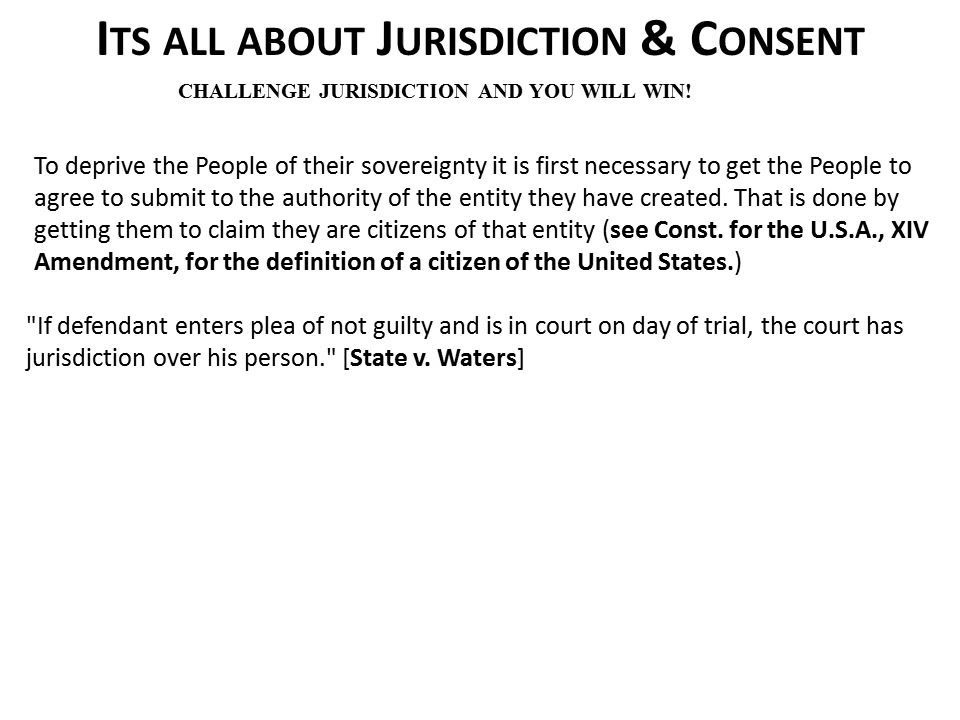 ITS ALL ABOUT JURISDICTION & CONSENT
CHALLENGE JURISDICTION AND YOU WILL WIN!
To deprive the People of their sovereignty it is first necessary to get the People to
agree to submit to the authority of the entity they have created. That is done by
getting them to claim they are citizens of that entity (see Const. for the U.S.A., XIV
Amendment, for the definition of a citizen of the United States.)
"If defendant enters plea of not guilty and is in court on day of trial, the court has
jurisdiction over his person." [State v. Waters]